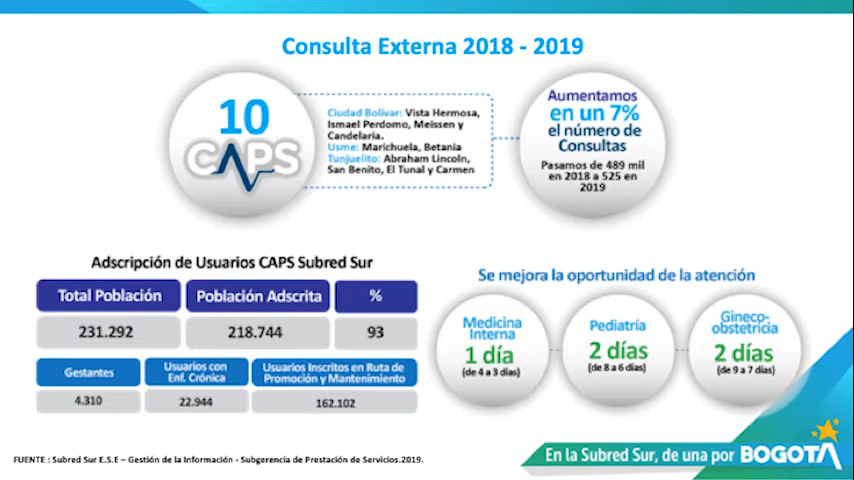 Consulta Externa 2018 - 2019
10
CAPS
Ciudad Bolívar: Vista Hermosa,
Ismael Perdomo, Meissen y
Candelaria.
Usme: Marichuela, Betania
Tunjuelito: Abraham Lincoln,
San Benito, El Tunal y Carmen
Aumentamos
en un 7%
el número de
Consultas
Pasamos de 489 mil
en 2018 a 525 en
2019
Adscripción de Usuarios CAPS Subred Sur
Total Población
Población Adscrita
%
231.292
218.744
93
Gestantes
Usuarios con
Enf. Crónica
Usuarios Inscritos en Ruta de
Promoción y Mantenimiento
4.310
22.944
162.102
Se mejora la oportunidad de la atención
Medicina
Interna
1 día
(de 4 a 3 días)
Pediatría
2 días
(de 8 a 6 días)
Gineco-
obstetricia
2 días
(de 9 a 7 días)
FUENTE : Subred Sur E.S.E – Gestión de la Información - Subgerencia de Prestación de Servicios.2019.
En la Subred Sur, de una por BOGOTÁ